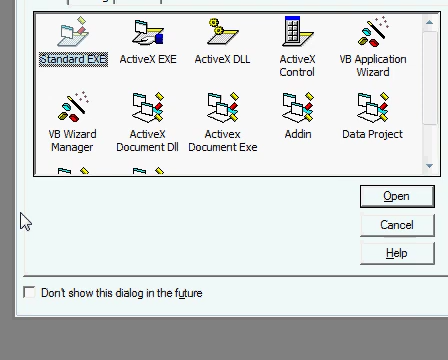 Standard EXE
ActiveX EXE
ActiveX DLL
ActiveX
Control
VB Application
Wizard
VB Wizard
Manager
ActiveX
Document Dll
Activex
Document Exe
Addin
Data Project
Open
Cancel
Help
Don't show this dialog in the future